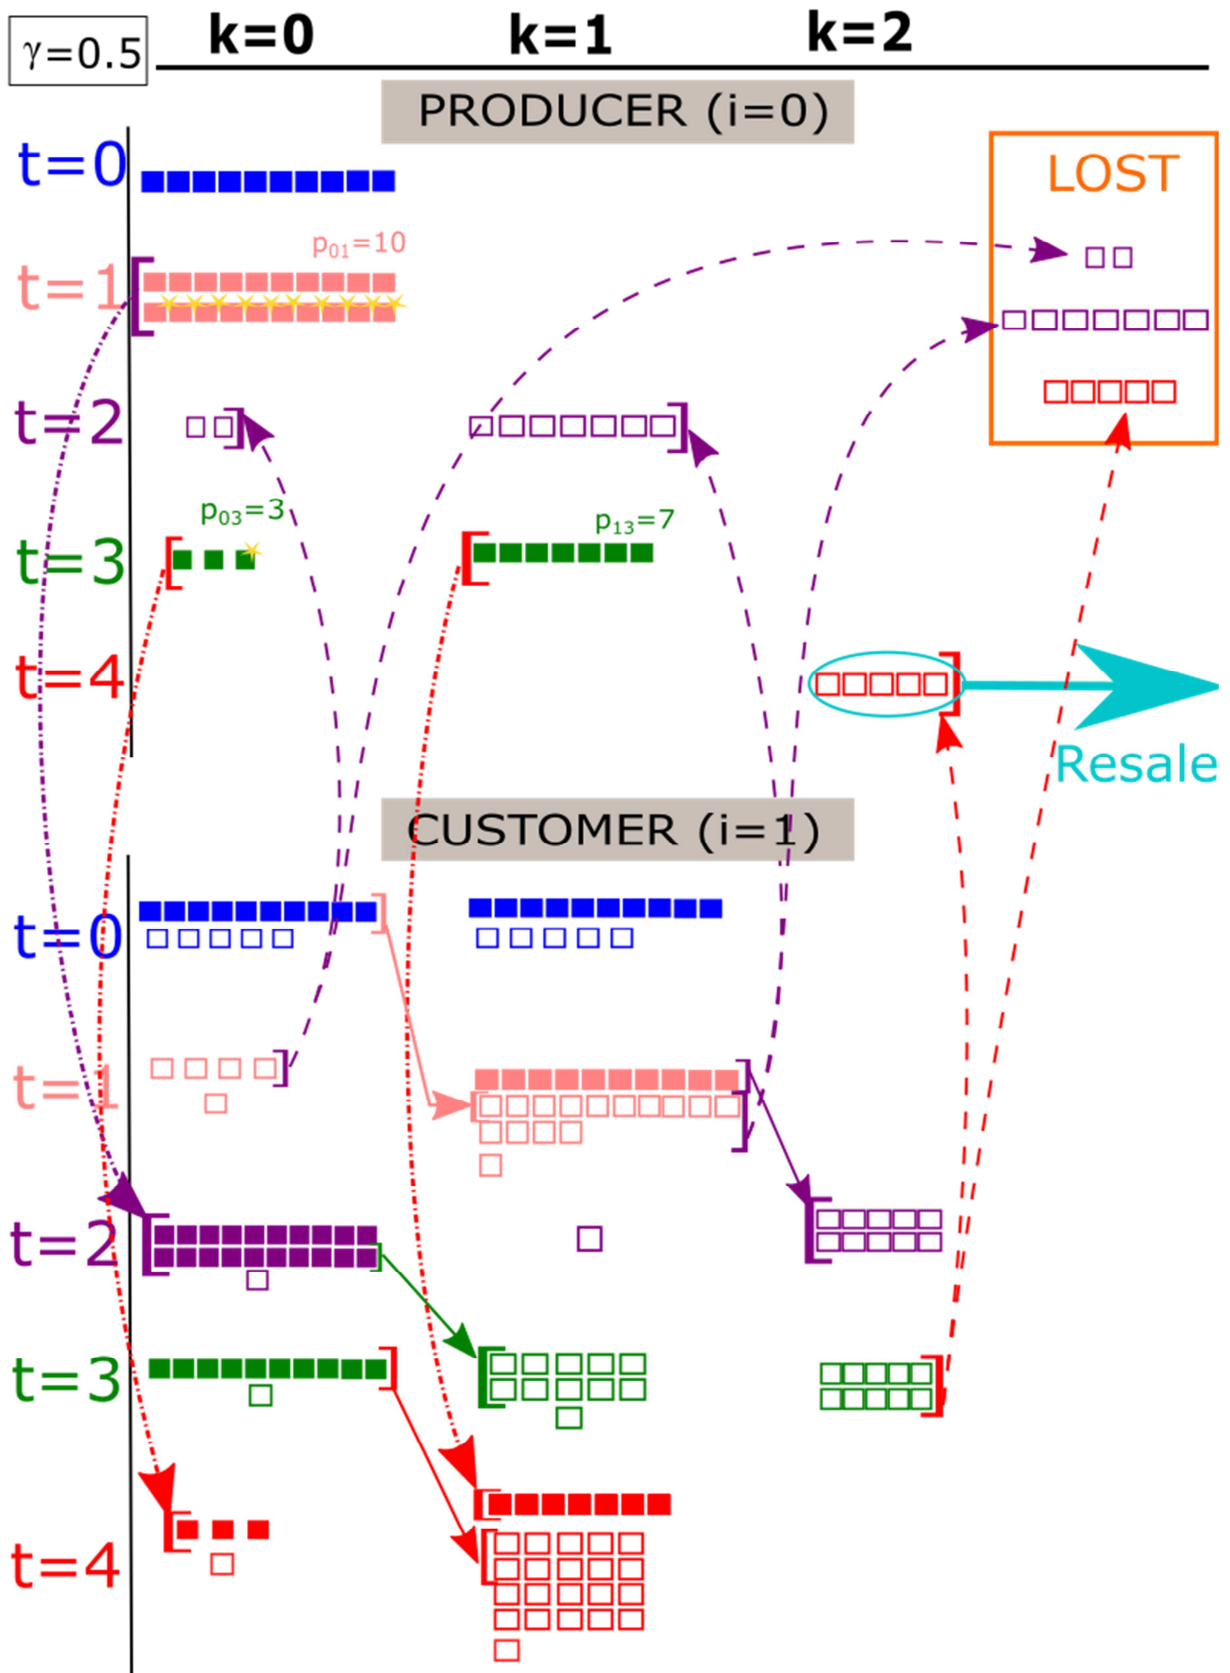 γ=0.5
k=0 k=1 k=2
PRODUCER (i=0)
t=0
LOST
p01=10
t=1
t=2
p03=3
p13=7
t=3
t=4
Resale
CUSTOMER (i=1)
t=0
t=1
t=2
t=3
t=4